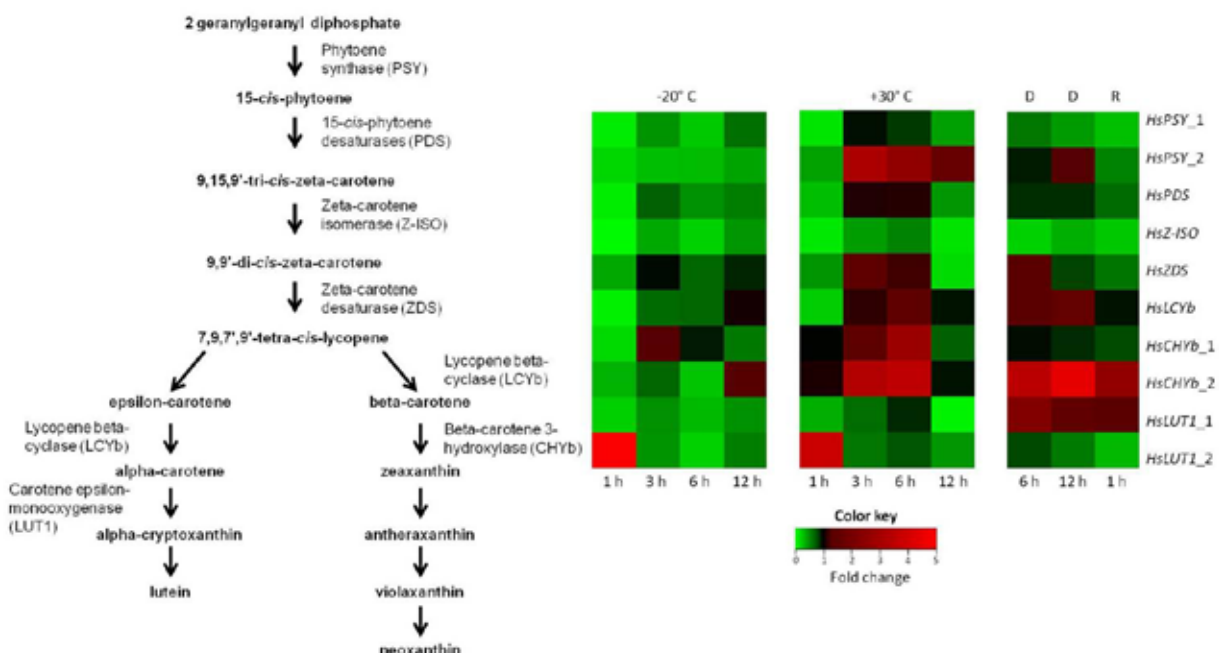 2 geranylgeranyl diphosphate
Phytoene
synthase (PSY)
15-cis-phytoene
15-cis-phytoene
desaturases (PDS)
9,15,9'-tri-cis-zeta-carotene
Zeta-carotene
isomerase (Z-ISO)
9,9'-di-cis-zeta-carotene
Zeta-carotene
desaturase (ZDS)
7,9,7',9'-tetra-cis-lycopene
Lycopene beta-
cyclase (LCYb)
epsilon-carotene
beta-carotene
Lycopene beta-
cyclase (LCYb)
Beta-carotene 3-
hydroxylase (CHYb)
alpha-carotene
zeaxanthin
Carotene epsilon-
monooxygenase
(LUT1)
alpha-cryptoxanthin
antheraxanthin
lutein
violaxanthin
neoxanthin
-20° C
+30° C
D D R
HsPSY_1
HsPSY_2
HsPDS
HsZ-ISO
HsZDS
HsLCYb
HsCHYb_1
HsCHYb_2
HsLUT1_1
HsLUT1_2
1 h 3 h 6 h 12 h
1 h 3 h 6 h 12 h
6 h 12 h 1 h
Color key
0 1 2 3 4 5
Fold change